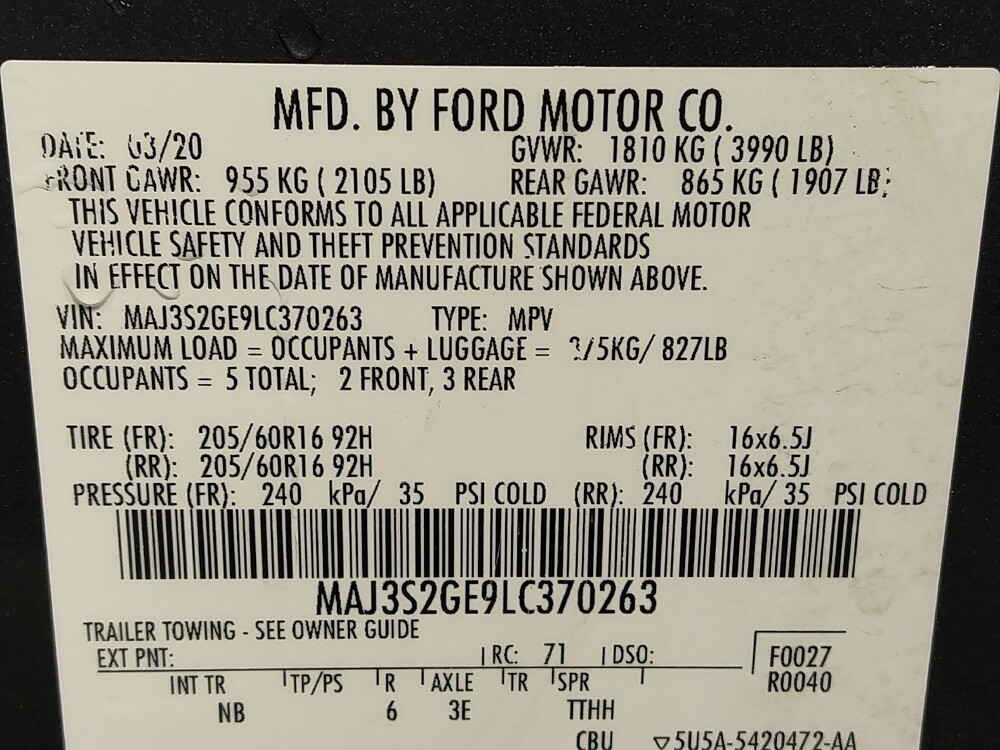 MFD. BY FORD MOTOR CO.
DATE: 03/20 GVWR: 1810 KG ( 3990 LB)
FRONT GAWR: 955 KG ( 2105 LB) REAR GAWR: 865 KG ( 1907 LB)
THIS VEHICLE CONFORMS TO ALL APPLICABLE FEDERAL MOTOR
VEHICLE SAFETY AND THEFT PREVENTION STANDARDS
IN EFFECT ON THE DATE OF MANUFACTURE SHOWN ABOVE.
VIN: MAJ3S2GE9LC370263 TYPE: MPV
MAXIMUM LOAD = OCCUPANTS + LUGGAGE = 375KG/ 827LB
OCCUPANTS = 5 TOTAL; 2 FRONT, 3 REAR
TIRE (FR): 205/60R16 92H RIMS (FR): 16x6.5J
(RR): 205/60R16 92H (RR): 16x6.5J
PRESSURE (FR): 240 kPa/ 35 PSI COLD (RR): 240 kPa/ 35 PSI COLD
MAJ3S2GE9LC370263
TRAILER TOWING - SEE OWNER GUIDE
EXT PNT: RC: 71 DSO: F0027
INT TR TP/PS R AXLE TR SPR R0040
NB 6 3E TTHH
CBU ▽5U5A-5420472-AA